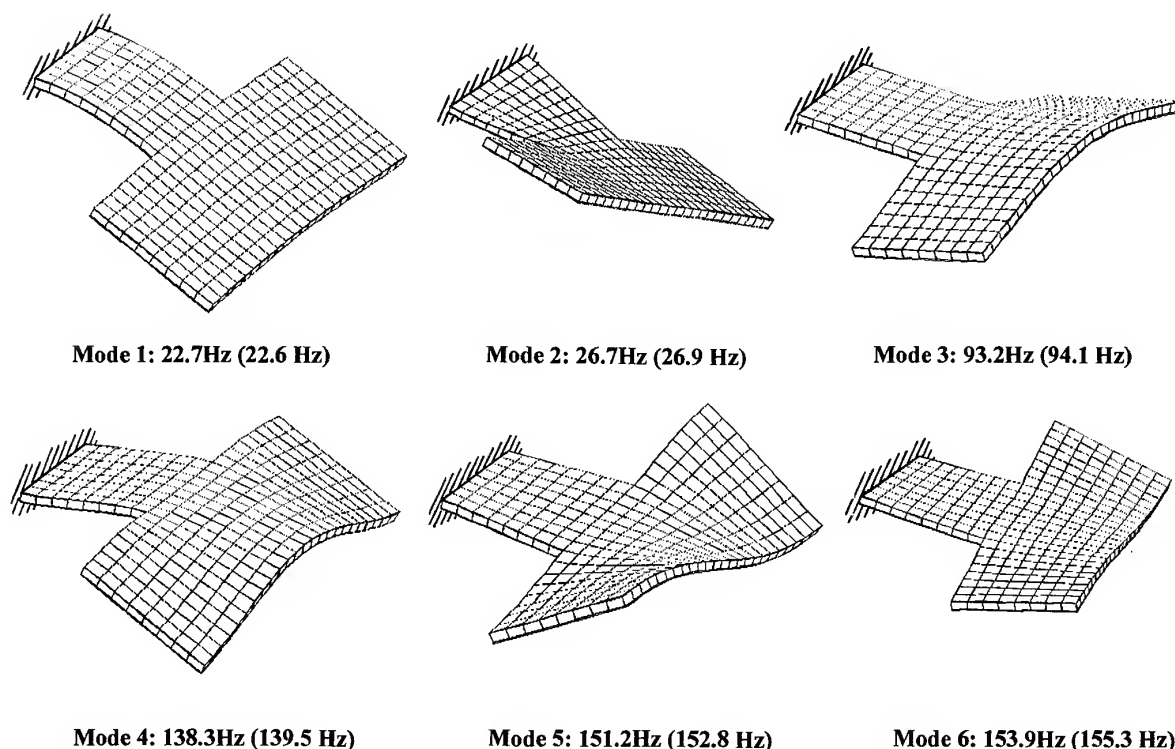 Mode 1: 22.7Hz (22.6 Hz)
Mode 2: 26.7Hz (26.9 Hz)
Mode 3: 93.2Hz (94.1 Hz)
Mode 4: 138.3Hz (139.5 Hz)
Mode 5: 151.2Hz (152.8 Hz)
Mode 6: 153.9Hz (155.3 Hz)